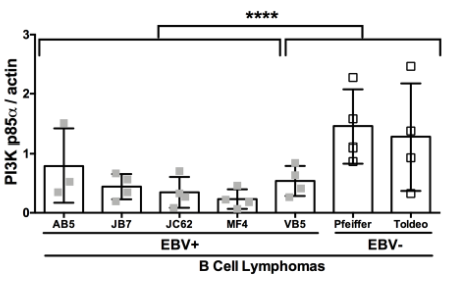 ****
PI3K p85α / actin
3
2
1
0
AB5 JB7 JC62 MF4 VB5 Pfeiffer Toldeo
EBV+ EBV-
B Cell Lymphomas